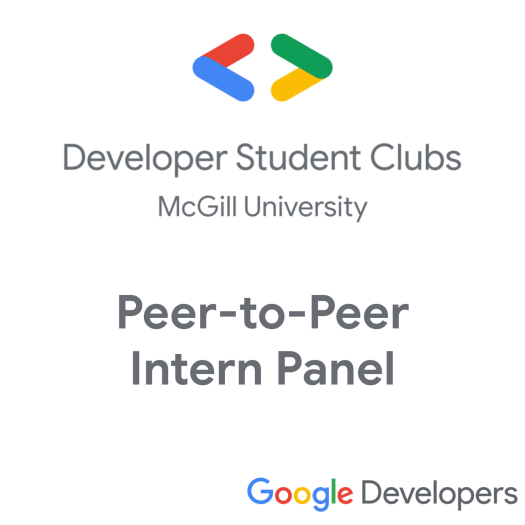 Developer Student Clubs
McGill University
Peer-to-Peer
Intern Panel
Google Developers